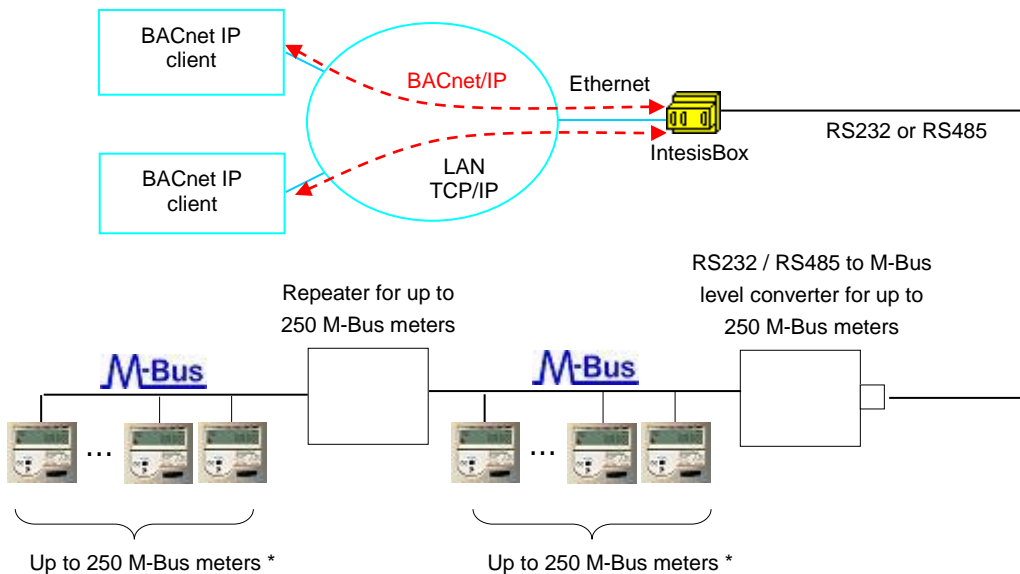 BACnet IP
client
BACnet/IP
Ethernet
RS232 or RS485
IntesisBox
BACnet IP
client
LAN
TCP/IP
RS232 / RS485 to M-Bus
level converter for up to
250 M-Bus meters
Repeater for up to
250 M-Bus meters
M-Bus
M-Bus
...
...
Up to 250 M-Bus meters *
Up to 250 M-Bus meters *